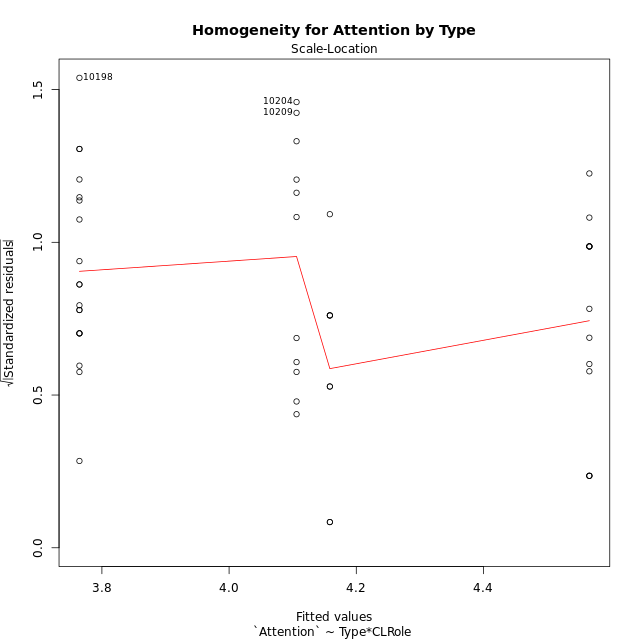 Homogeneity for Attention by Type
Scale-Location
10198
10204
10209
1.5
1.0
0.5
0.0
√|Standardized residuals|
3.8 4.0 4.2 4.4
Fitted values
`Attention` ~ Type*CLRole